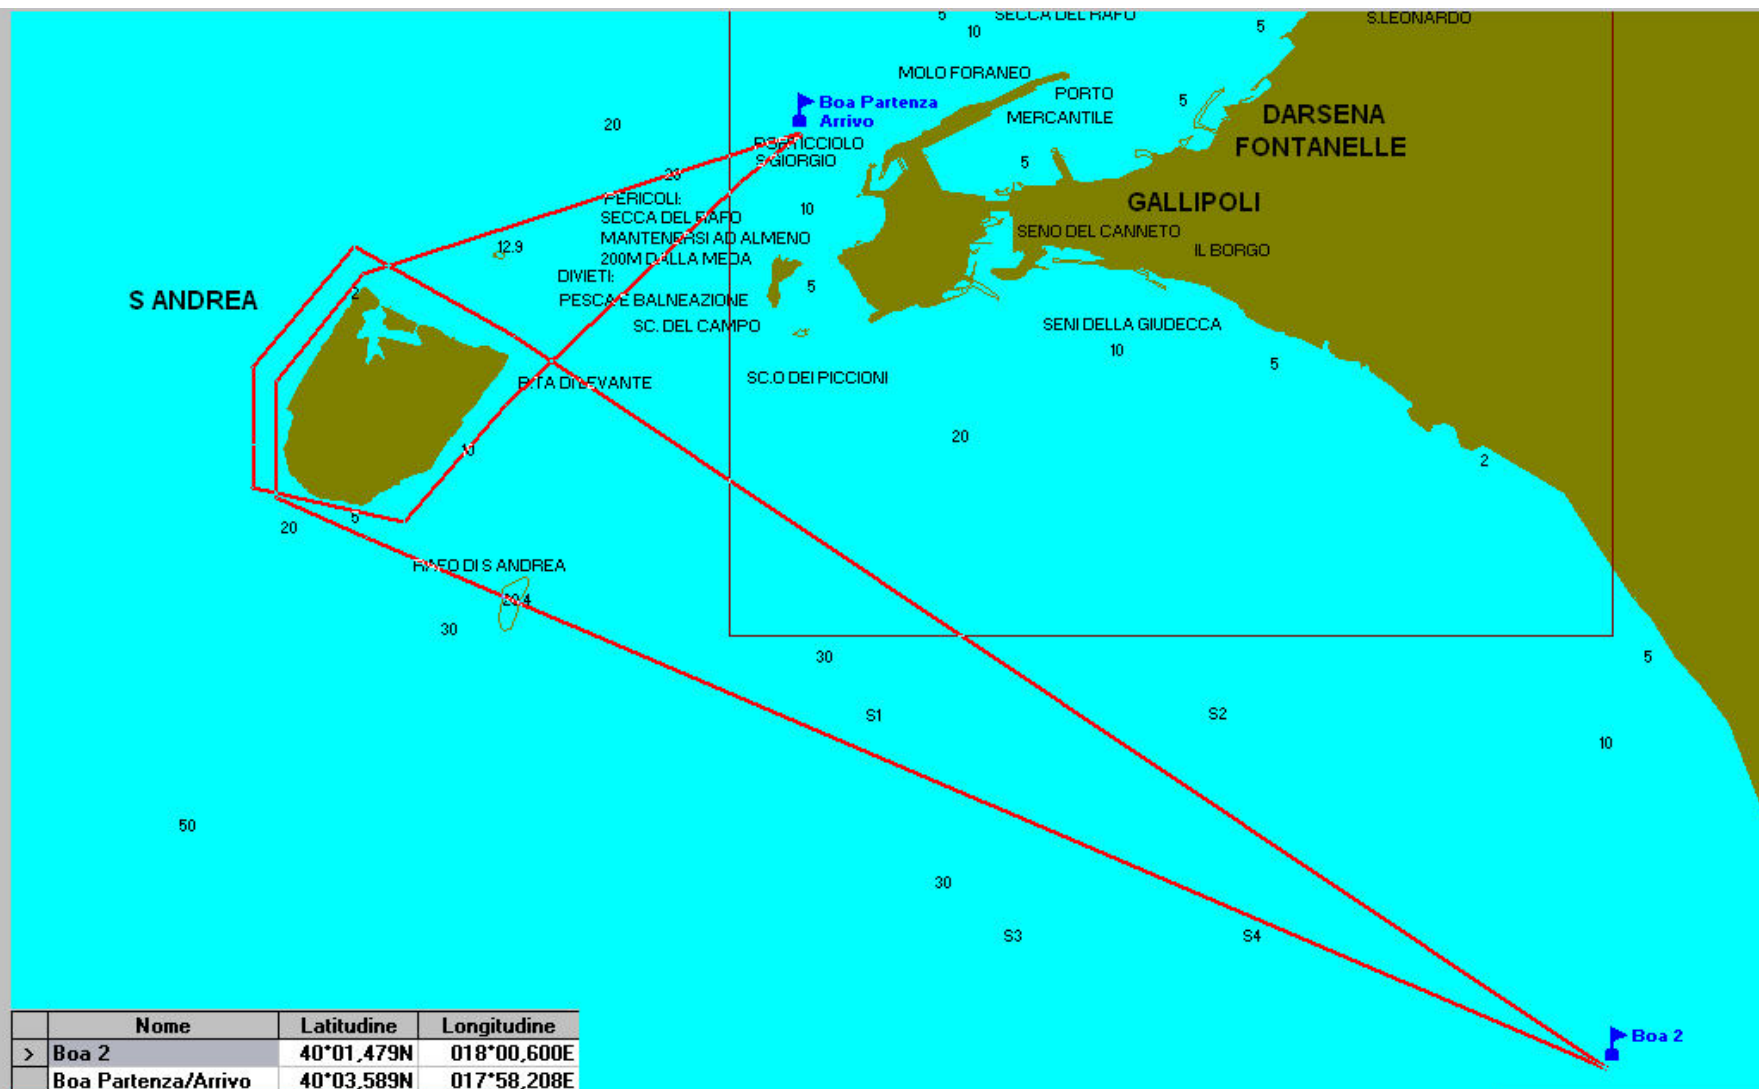 5
SECCA DEL RAFO
10
5
S.LEONARDO
MOLO FORANEO
PORTO
MERCANTILE
5
Boa Partenza
Arrivo
20
DARSENA
FONTANELLE
PORTICCIOLO
S.GIORGIO
5
20
PERICOLI:
SECCA DEL RAFO
MANTENERSI AD ALMENO
200M DALLA MEDA
10
GALLIPOLI
SENO DEL CANNETO
IL BORGO
12.9
DIVIETI:
PESCA E BALNEAZIONE
5
S ANDREA
2
SC. DEL CAMPO
SENI DELLA GIUDECCA
10
5
P.TA DI LEVANTE
SC.O DEI PICCIONI
20
10
2
5
20
RAFO DI S ANDREA
20.4
30
30
5
S1
S2
10
50
30
S3
S4
Boa 2
Nome Latitudine Longitudine
> Boa 2 40°01,479N 018°00,600E
Boa Partenza/Arrivo 40°03,589N 017°58,208E